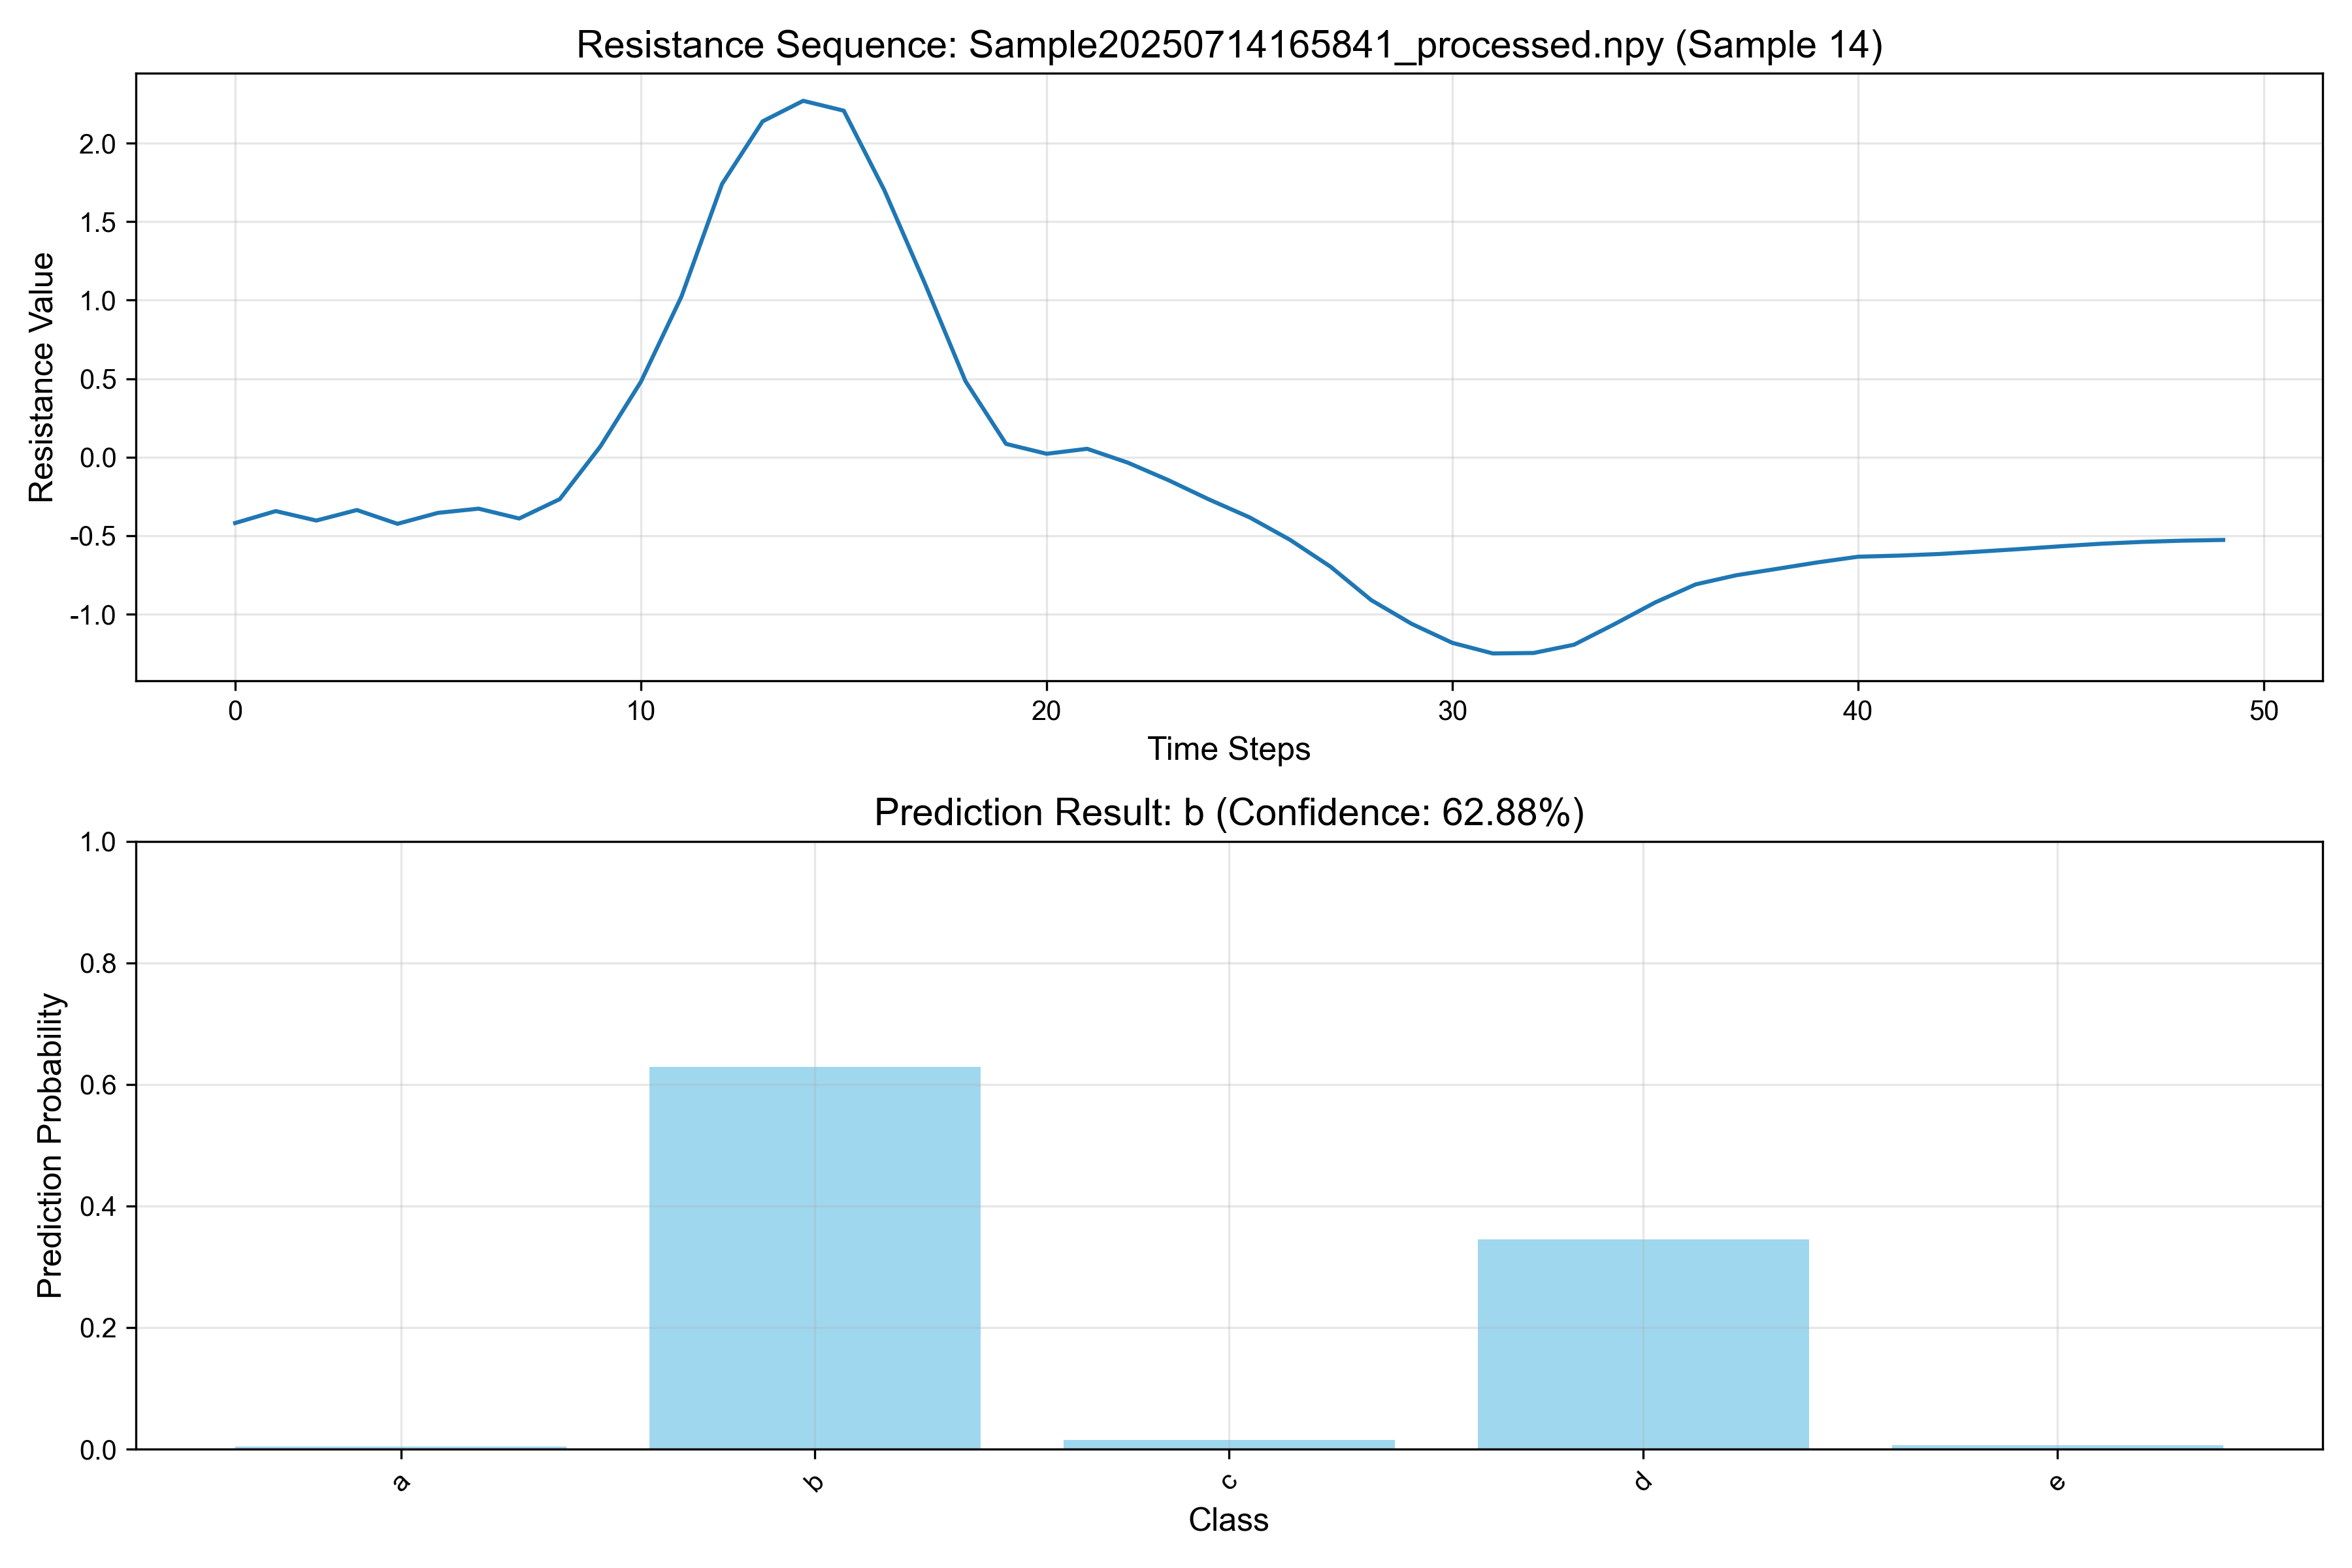 Resistance Sequence: Sample20250714165841_processed.npy (Sample 14)
Resistance Value
2.0
1.5
1.0
0.5
0.0
-0.5
-1.0
0 10 20 30 40 50
Time Steps
Prediction Result: b (Confidence: 62.88%)
Prediction Probability
1.0
0.8
0.6
0.4
0.2
0.0
a b c d e
Class